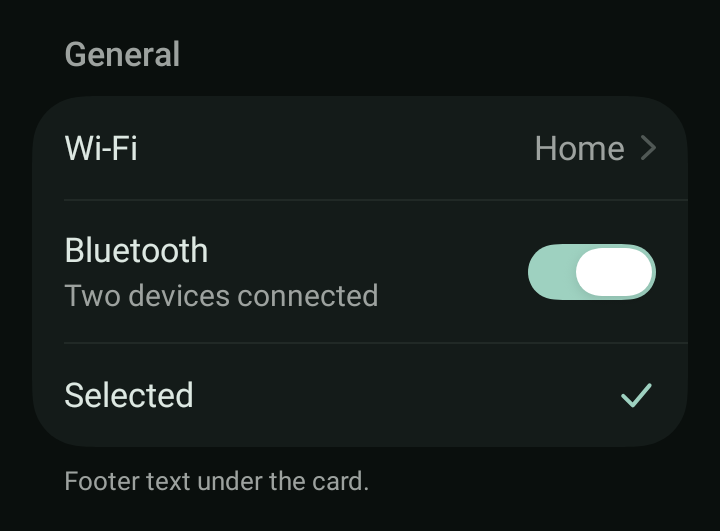 General
Wi-Fi
Home
Bluetooth
Two devices connected
Selected
Footer text under the card.